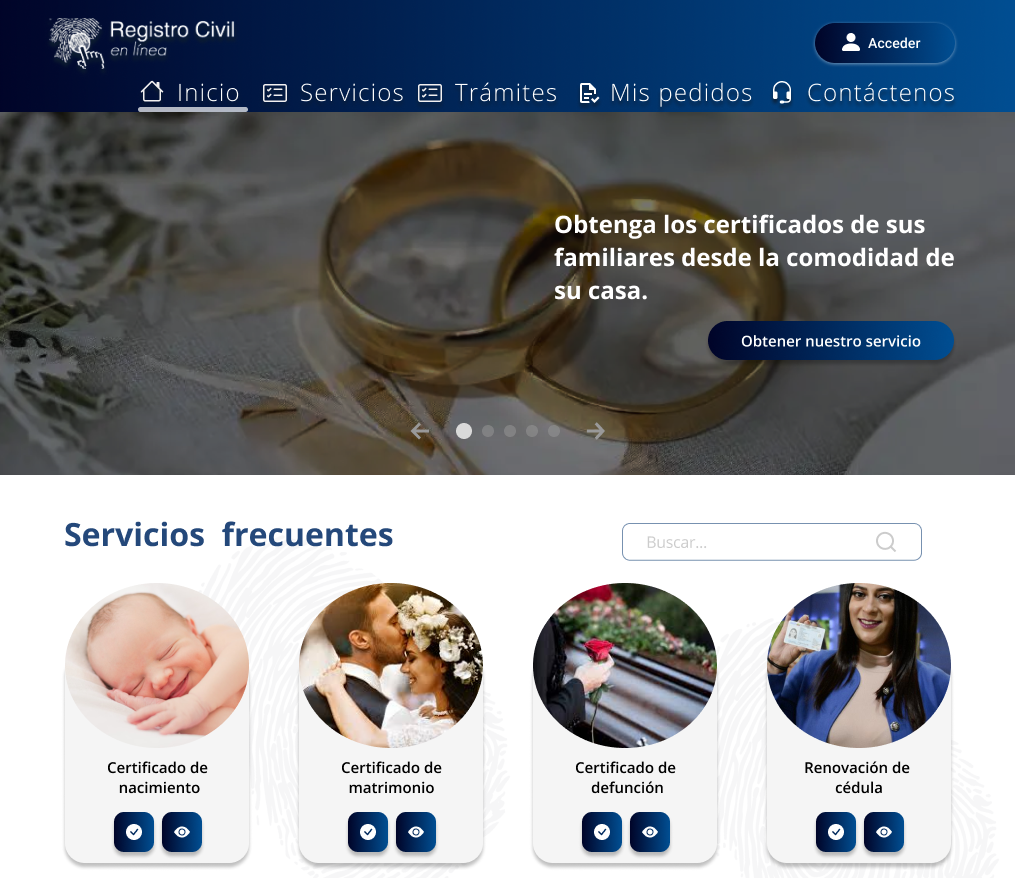 Registro Civil
en línea
Acceder
Inicio
Servicios
Trámites
Mis pedidos
Contáctenos
Obtenga los certificados de sus
familiares desde la comodidad de
su casa.
Obtener nuestro servicio
Servicios frecuentes
Buscar...
Certificado de
nacimiento
Certificado de
matrimonio
Certificado de
defunción
Renovación de
cédula